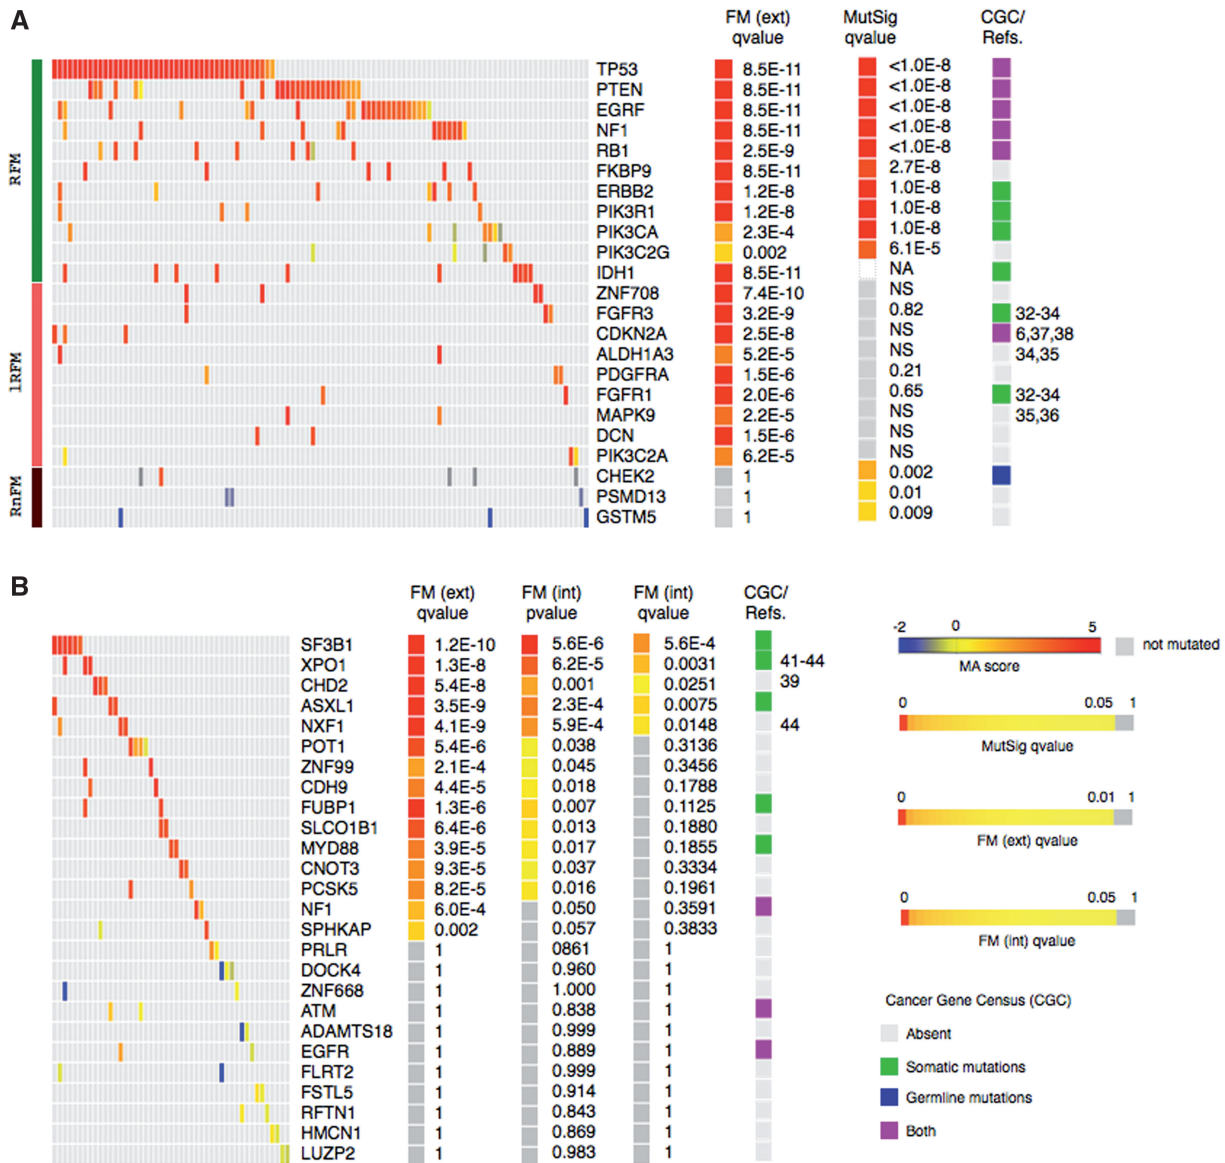 A
FM (ext) qvalue
MutSig qvalue
CGC/ Refs.
RFM
TP53 8.5E-11 <1.0E-8
PTEN 8.5E-11 <1.0E-8
EGRF 8.5E-11 <1.0E-8
NF1 8.5E-11 <1.0E-8
RB1 2.5E-9 <1.0E-8
FKBP9 8.5E-11 2.7E-8
ERBB2 1.2E-8 1.0E-8
PIK3R1 1.2E-8 1.0E-8
PIK3CA 2.3E-4 1.0E-8
PIK3C2G 0.002 6.1E-5
IDH1 8.5E-11 NA
lRFM
ZNF708 7.4E-10 NS
FGFR3 3.2E-9 0.82 32-34
CDKN2A 2.5E-8 NS 6,37,38
ALDH1A3 5.2E-5 NS 34,35
PDGFRA 1.5E-6 0.21
FGFR1 2.0E-6 0.65 32-34
MAPK9 2.2E-5 NS 35,36
DCN 1.5E-6 NS
PIK3C2A 6.2E-5 NS
RnFM
CHEK2 1 0.002
PSMD13 1 0.01
GSTM5 1 0.009
B
FM (ext) qvalue
FM (int) pvalue
FM (int) qvalue
CGC/ Refs.
SF3B1 1.2E-10 5.6E-6 5.6E-4
XPO1 1.3E-8 6.2E-5 0.0031 41-44
CHD2 5.4E-8 0.001 0.0251 39
ASXL1 3.5E-9 2.3E-4 0.0075
NXF1 4.1E-9 5.9E-4 0.0148 44
POT1 5.4E-6 0.038 0.3136
ZNF99 2.1E-4 0.045 0.3456
CDH9 4.4E-5 0.018 0.1788
FUBP1 1.3E-6 0.007 0.1125
SLCO1B1 6.4E-6 0.013 0.1880
MYD88 3.9E-5 0.017 0.1855
CNOT3 9.3E-5 0.037 0.3334
PCSK5 8.2E-5 0.016 0.1961
NF1 6.0E-4 0.050 0.3591
SPHKAP 0.002 0.057 0.3833
PRLR 1 0861 1
DOCK4 1 0.960 1
ZNF668 1 1.000 1
ATM 1 0.838 1
ADAMTS18 1 0.999 1
EGFR 1 0.889 1
FLRT2 1 0.999 1
FSTL5 1 0.914 1
RFTN1 1 0.843 1
HMCN1 1 0.869 1
LUZP2 1 0.983 1
-2 0 5
MA score
not mutated
0 0.05 1
MutSig qvalue
0 0.01 1
FM (ext) qvalue
0 0.05 1
FM (int) qvalue
Cancer Gene Census (CGC)
Absent
Somatic mutations
Germline mutations
Both